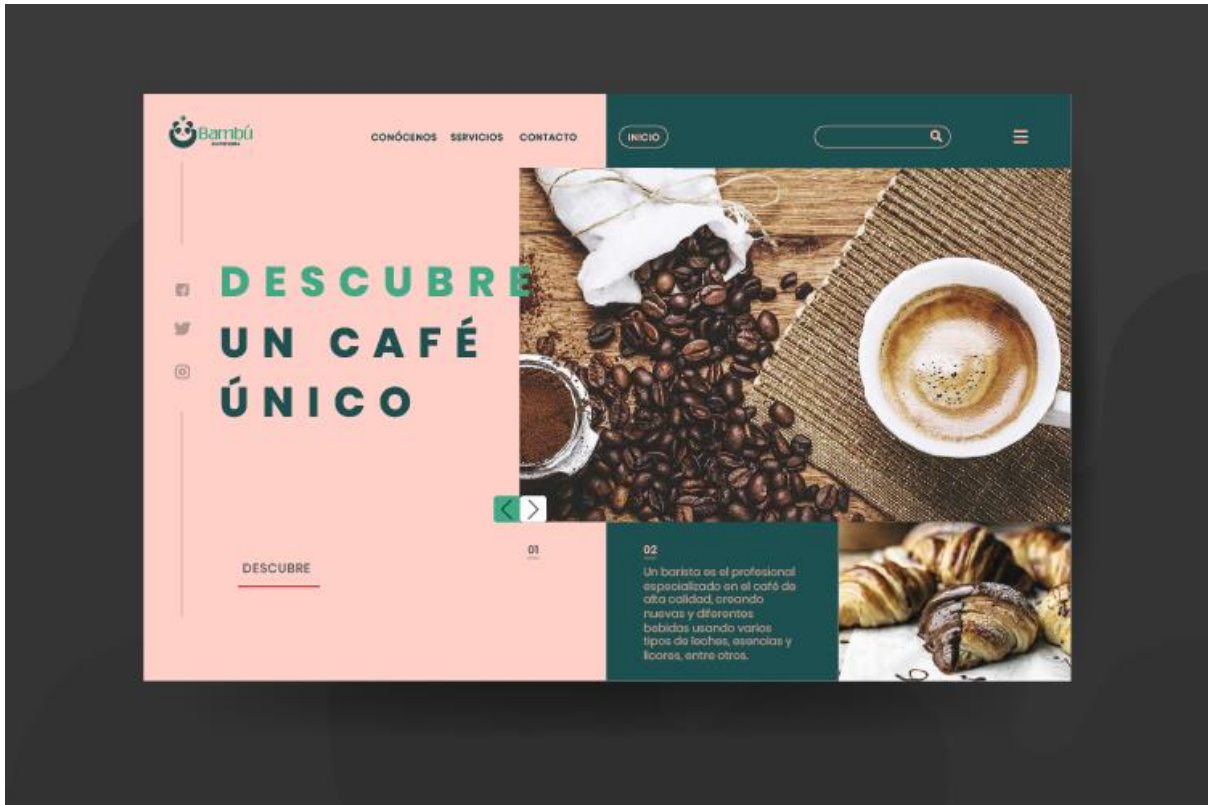 Bambú
CONÓCENOS SERVICIOS CONTACTO
INICIO
DESCUBRE
UN CAFÉ
ÚNICO
DESCUBRE
01
02
Un barista es el profesional
especializado en el café de
alta calidad, creando
nuevas y diferentes
bebidas usando varios
tipos de leches, esencias y
licores, entre otros.